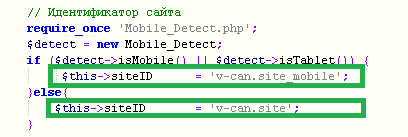 // Идентификатор сайта
require_once 'Mobile_Detect.php';
$detect = new Mobile_Detect;
if ($detect->isMobile() || $detect->isTablet()) {
$this->siteID = 'v-can.site_mobile';
}else{
$this->siteID = 'v-can.site';
}